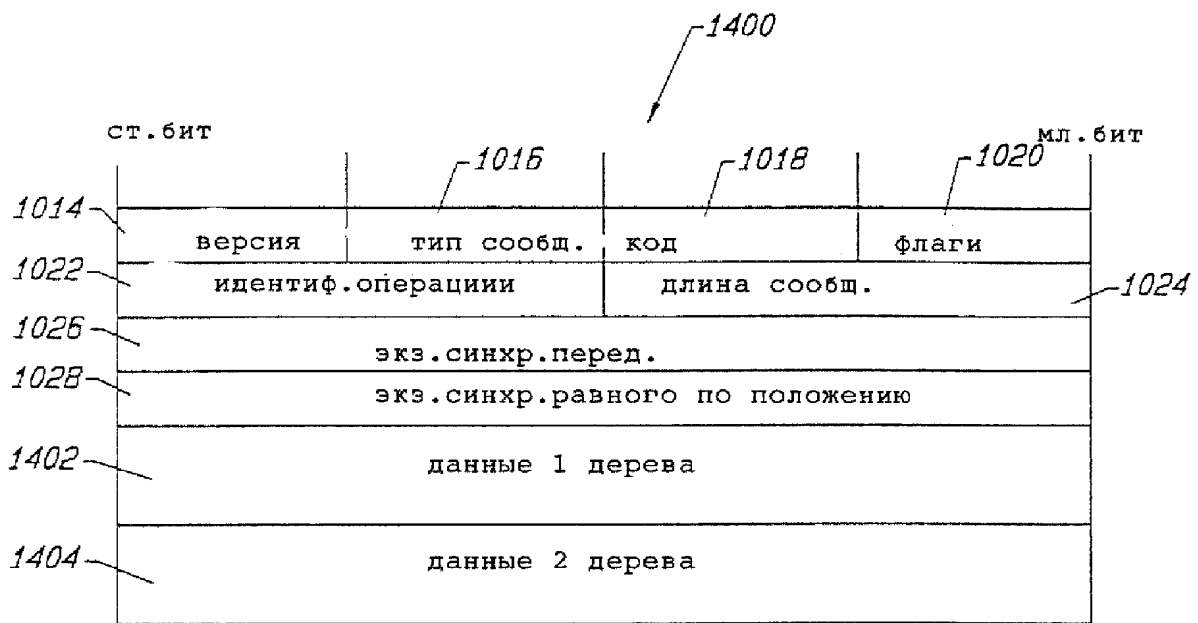 1400
ст.бит мл.бит
1016 1018 1020
1014
версия тип сообщ. код флаги
1022 идентиф.операциии длина сообщ. 1024
1026
экз.синхр.перед.
1028 экз.синхр.равного по положению
1402 данные 1 дерева
1404 данные 2 дерева